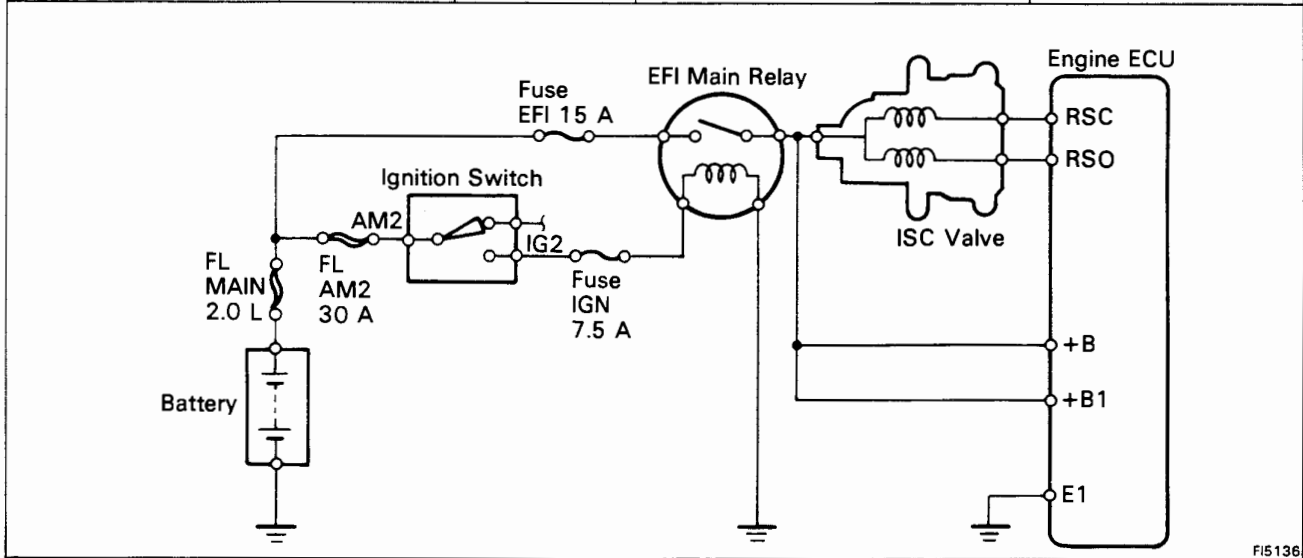 Engine ECU
EFI Main Relay
Fuse
EFI 15 A
RSC
RSO
Ignition Switch
AM2
IG2
ISC Valve
FL
MAIN
2.0 L
FL
AM2
30 A
Fuse
IGN
7.5 A
+B
Battery
+B1
E1
FI5136